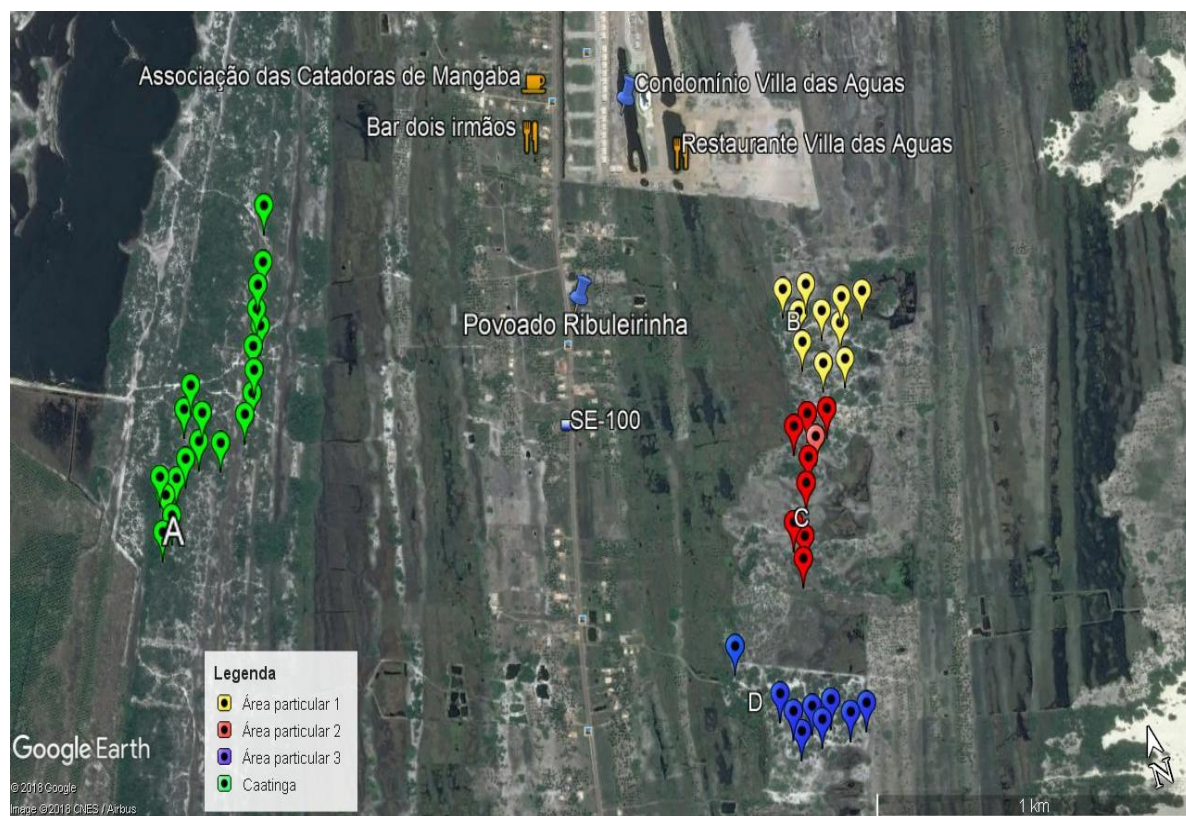 Associação das Catadoras de Mangaba
Condomínio Villa das Aguas
Bar dois irmãos
Restaurante Villa das Aguas
B
Povoado Ribuleirinha
SE-100
C
A
D
Legenda
Área particular 1
Área particular 2
Área particular 3
Caatinga
Google Earth
© 2018 Google
Image © 2018 CNES / Airbus
1 km
N